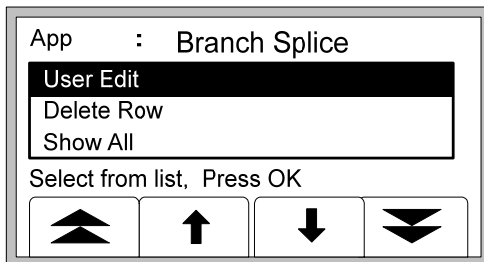 App : Branch Splice
User Edit
Delete Row
Show All
Select from list, Press OK